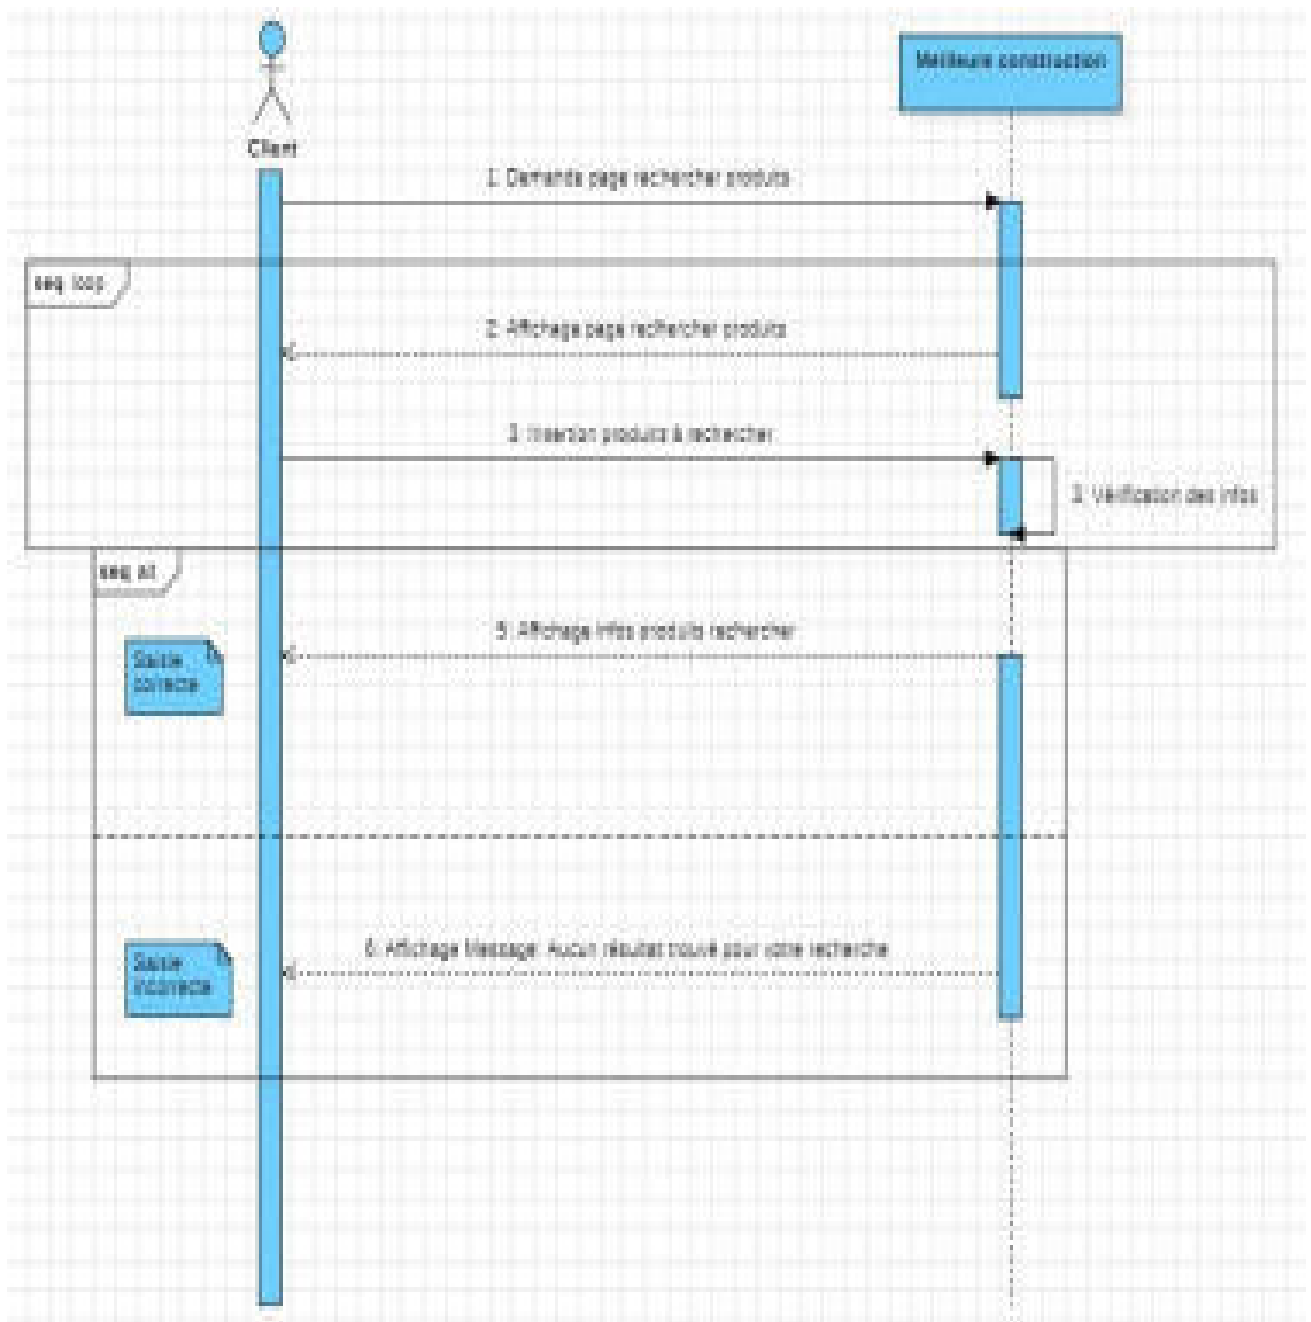 Meilleure construction
Client
1: Demande page rechercher produits
seq loop
2: Affichage page rechercher produits
3: Insertion produits à rechercher
3: Vérification des infos
seq alt
5: Affichage infos produits rechercher
Saisie
correcte
6: Affichage Message: Aucun résultat trouvé pour votre recherche
Saisie
incorrecte